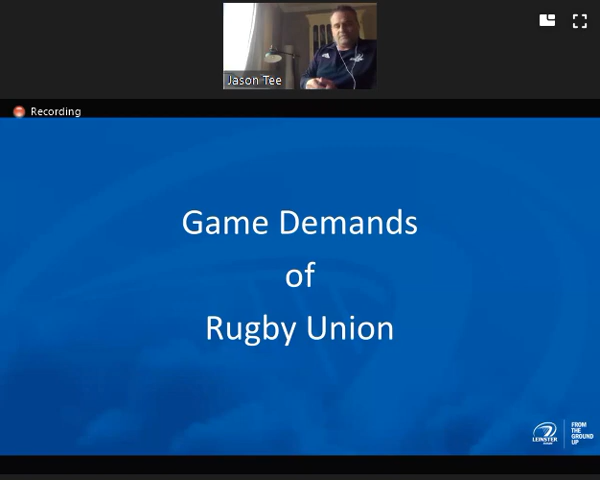 Jason Tee
Recording
Game Demands
of
Rugby Union
LEINSTER
FROM
THE
GROUND
UP